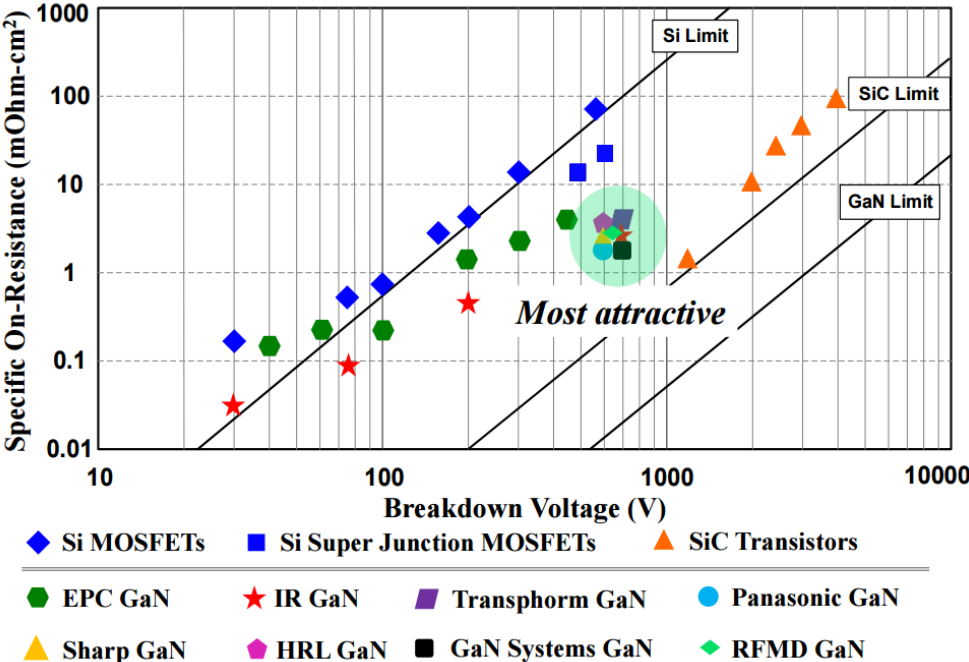 Specific On-Resistance (mOhm-cm²)
1000
100
10
1
0.1
0.01
Si Limit
SiC Limit
GaN Limit
Most attractive
10 100 1000 10000
Breakdown Voltage (V)
Si MOSFETs Si Super Junction MOSFETs SiC Transistors
EPC GaN IR GaN Transphorm GaN Panasonic GaN
Sharp GaN HRL GaN GaN Systems GaN RFMD GaN